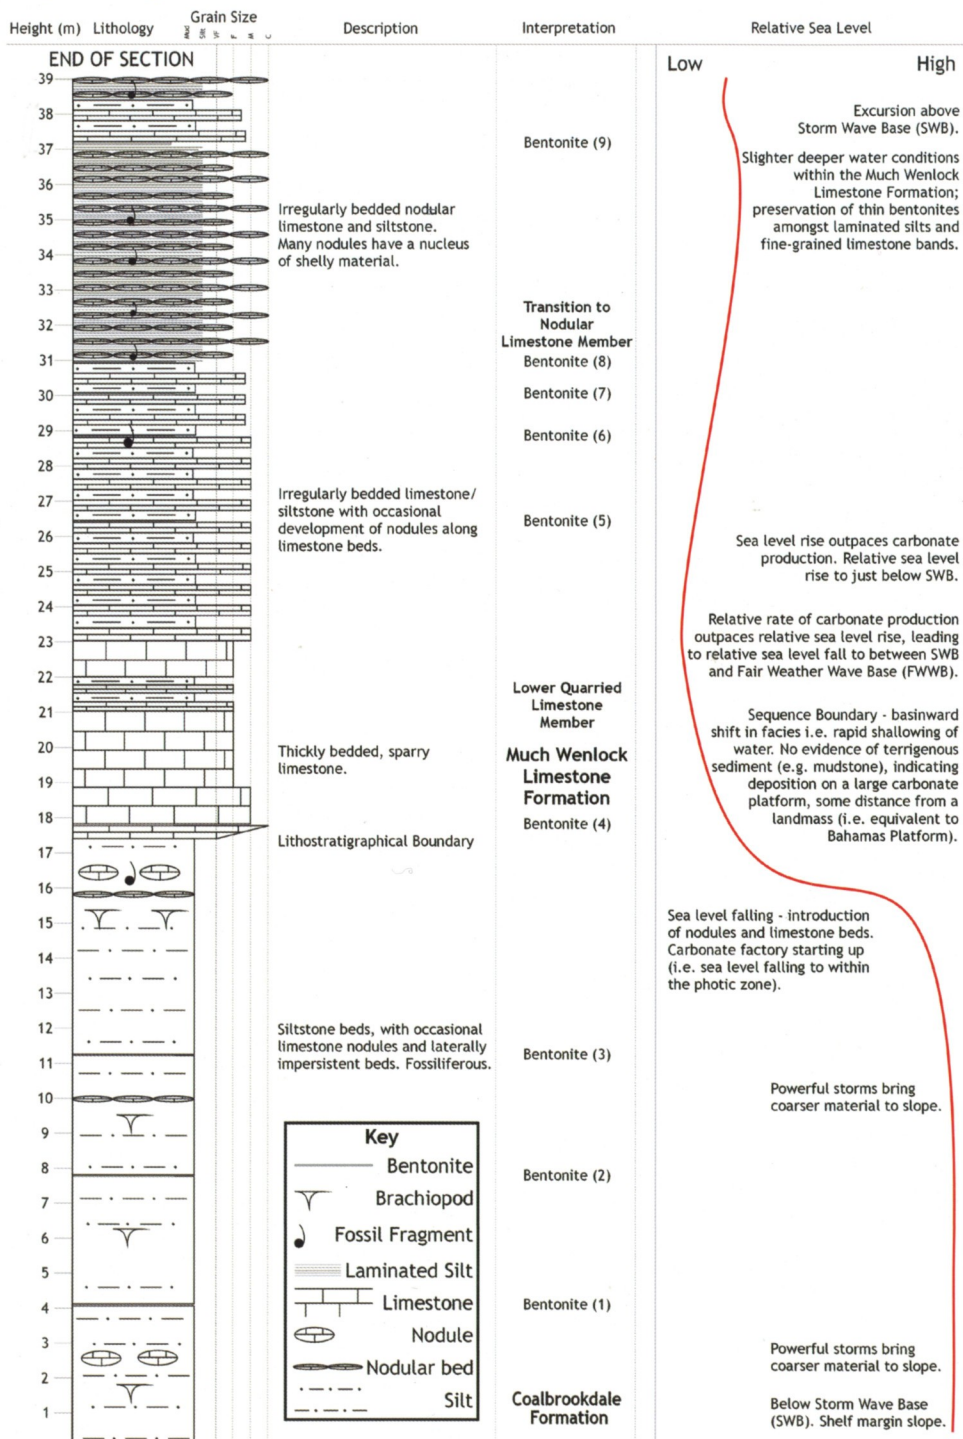 Height (m) Lithology Grain Size Description Interpretation Relative Sea Level
Mud Silt VF F M C
END OF SECTION
Low High
39
38
37
36
35
34
33
32
31
30
29
28
27
26
25
24
23
22
21
20
19
18
17
16
15
14
13
12
11
10
9
8
7
6
5
4
3
2
1
Irregularly bedded nodular
limestone and siltstone.
Many nodules have a nucleus
of shelly material.
Irregularly bedded limestone/
siltstone with occasional
development of nodules along
limestone beds.
Thickly bedded, sparry
limestone.
Lithostratigraphical Boundary
Siltstone beds, with occasional
limestone nodules and laterally
impersistent beds. Fossiliferous.
Key
Bentonite
Brachiopod
Fossil Fragment
Laminated Silt
Limestone
Nodule
Nodular bed
Silt
Bentonite (9)
Transition to
Nodular
Limestone Member
Bentonite (8)
Bentonite (7)
Bentonite (6)
Bentonite (5)
Lower Quarried
Limestone
Member
Much Wenlock
Limestone
Formation
Bentonite (4)
Bentonite (3)
Bentonite (2)
Bentonite (1)
Coalbrookdale
Formation
Excursion above
Storm Wave Base (SWB).
Slighter deeper water conditions
within the Much Wenlock
Limestone Formation;
preservation of thin bentonites
amongst laminated silts and
fine-grained limestone bands.
Sea level rise outpaces carbonate
production. Relative sea level
rise to just below SWB.
Relative rate of carbonate production
outpaces relative sea level rise, leading
to relative sea level fall to between SWB
and Fair Weather Wave Base (FWWB).
Sequence Boundary - basinward
shift in facies i.e. rapid shallowing of
water. No evidence of terrigenous
sediment (e.g. mudstone), indicating
deposition on a large carbonate
platform, some distance from a
landmass (i.e. equivalent to
Bahamas Platform).
Sea level falling - introduction
of nodules and limestone beds.
Carbonate factory starting up
(i.e. sea level falling to within
the photic zone).
Powerful storms bring
coarser material to slope.
Powerful storms bring
coarser material to slope.
Below Storm Wave Base
(SWB). Shelf margin slope.